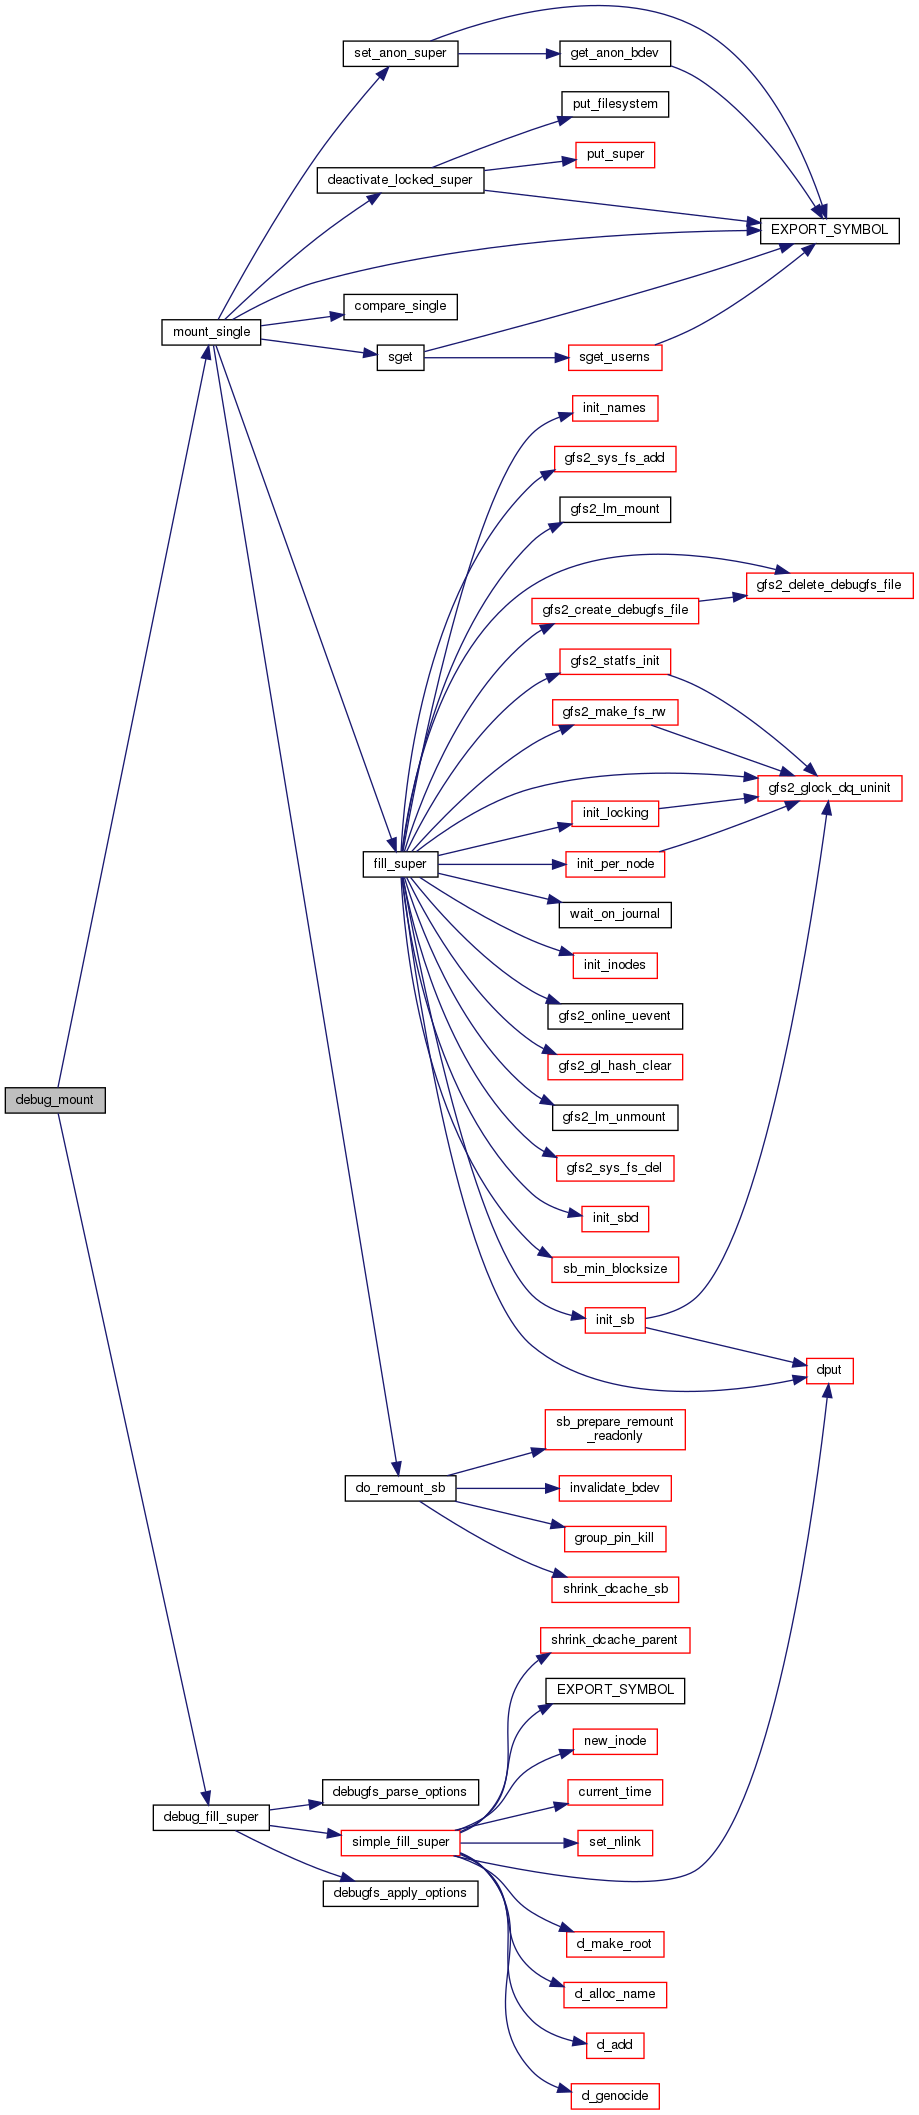 set_anon_super
get_anon_bdev
put_filesystem
put_super
deactivate_locked_super
EXPORT_SYMBOL
compare_single
mount_single
sget
sget_userns
init_names
gfs2_sys_fs_add
gfs2_lm_mount
gfs2_delete_debugfs_file
gfs2_create_debugfs_file
gfs2_statfs_init
gfs2_make_fs_rw
gfs2_glock_dq_uninit
init_locking
fill_super
init_per_node
wait_on_journal
init_inodes
gfs2_online_uevent
gfs2_gl_hash_clear
debug_mount
gfs2_lm_unmount
gfs2_sys_fs_del
init_sbd
sb_min_blocksize
init_sb
dput
sb_prepare_remount
_readonly
do_remount_sb
invalidate_bdev
group_pin_kill
shrink_dcache_sb
shrink_dcache_parent
EXPORT_SYMBOL
new_inode
debugfs_parse_options
current_time
debug_fill_super
simple_fill_super
set_nlink
debugfs_apply_options
d_make_root
d_alloc_name
d_add
d_genocide